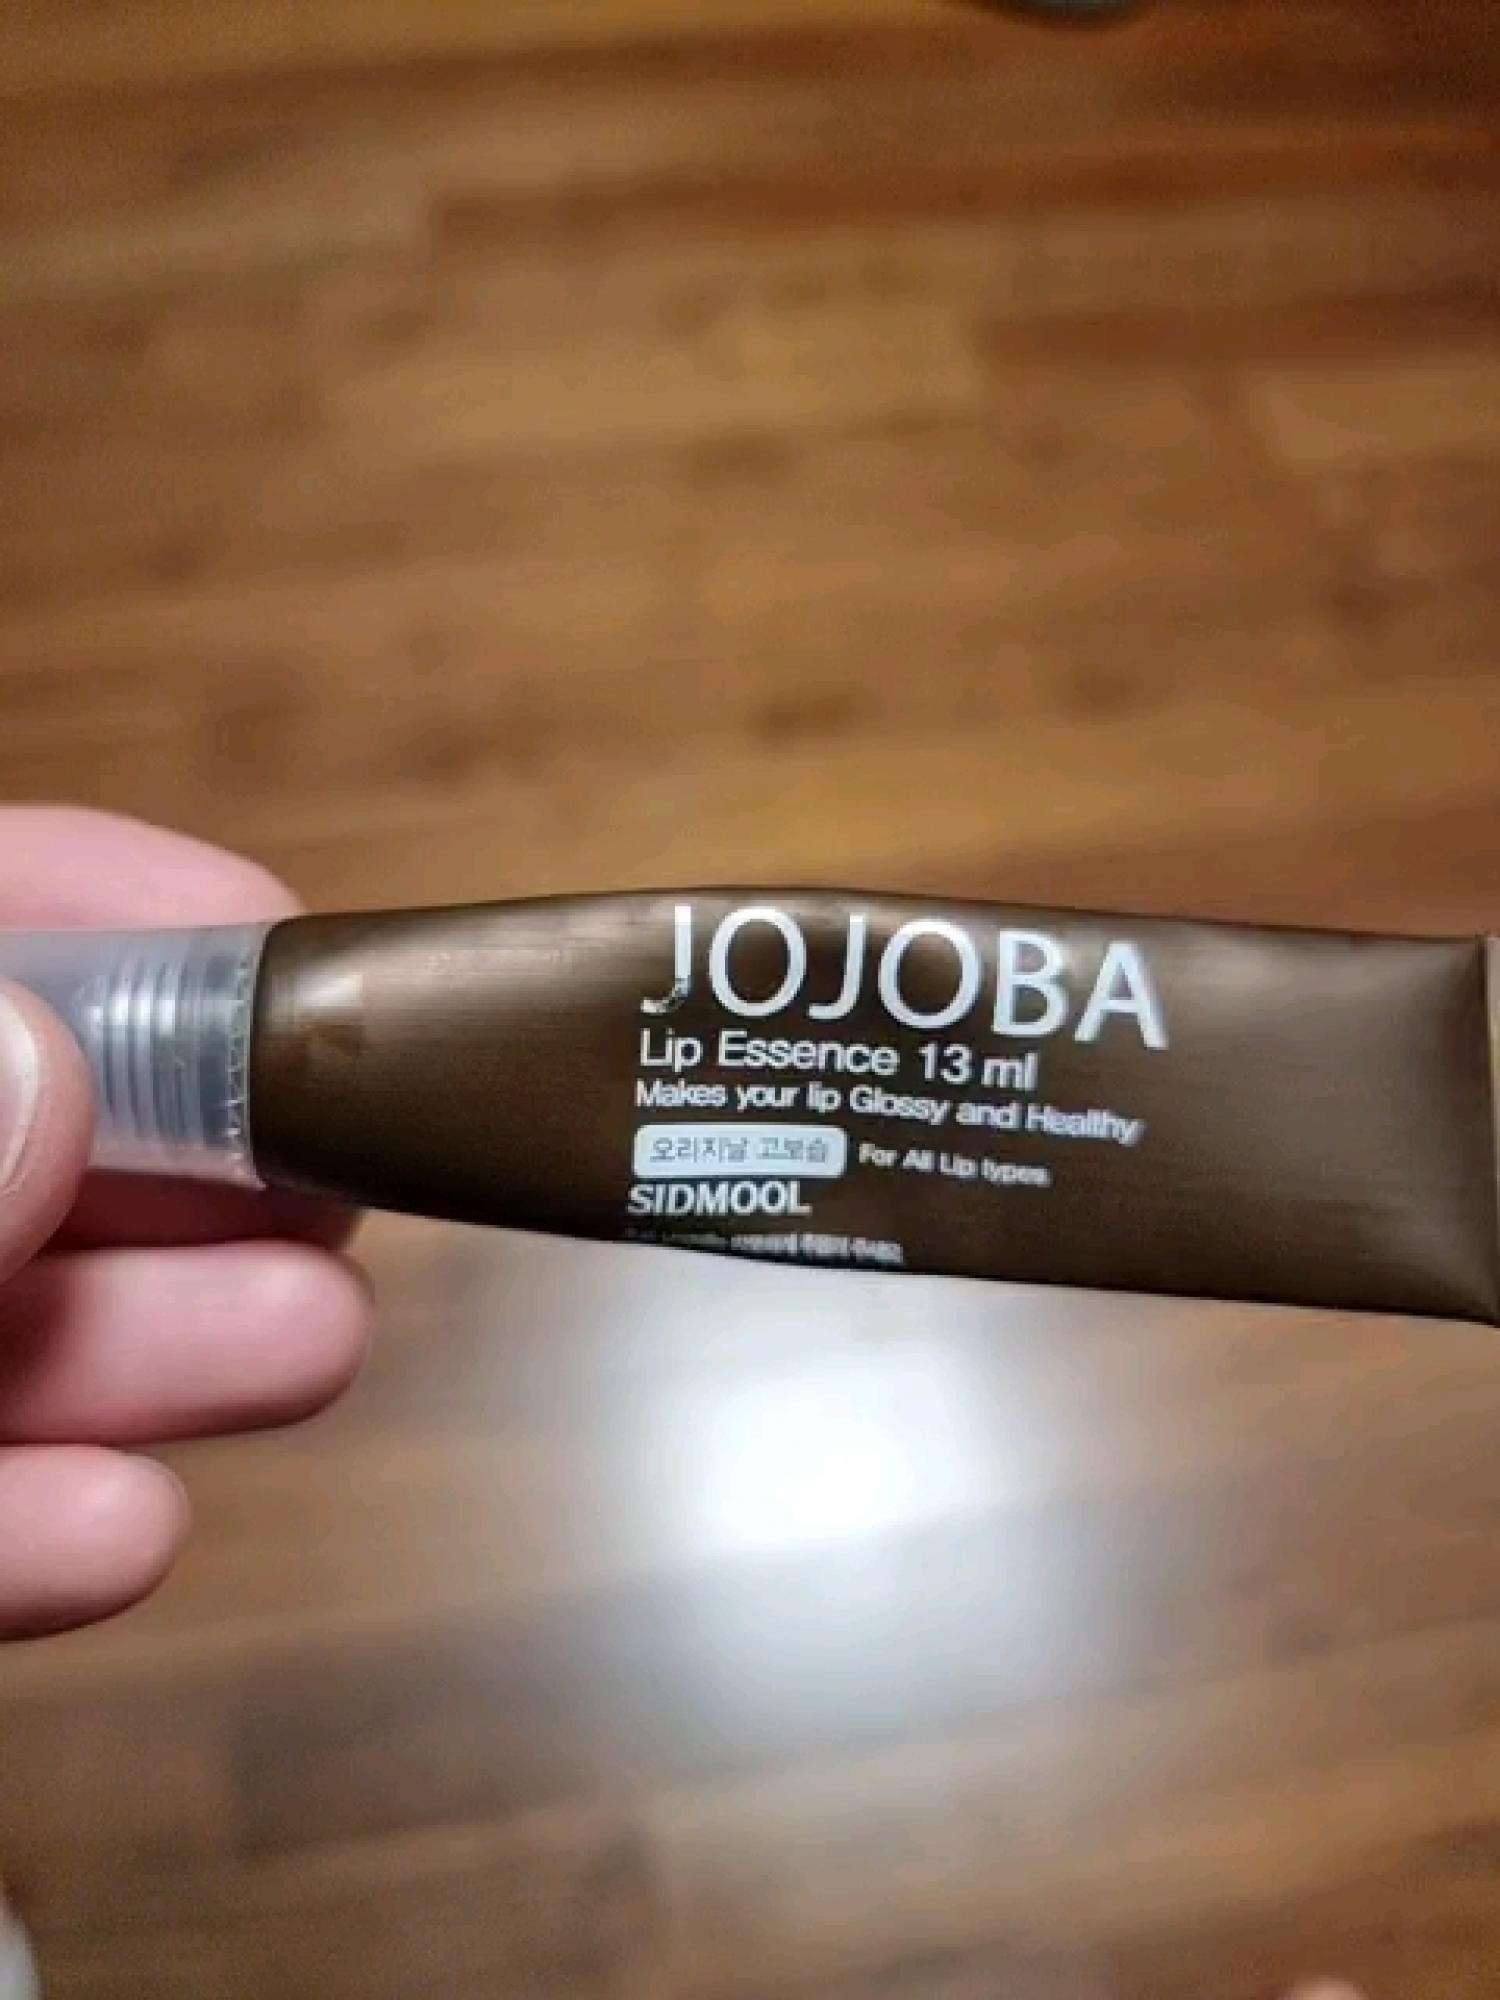 JOJOBA
Lip Essence 13 ml
Makes your lip Glossy and Healthy
오리지날 고보습 For All Lip types
SIDMOOL